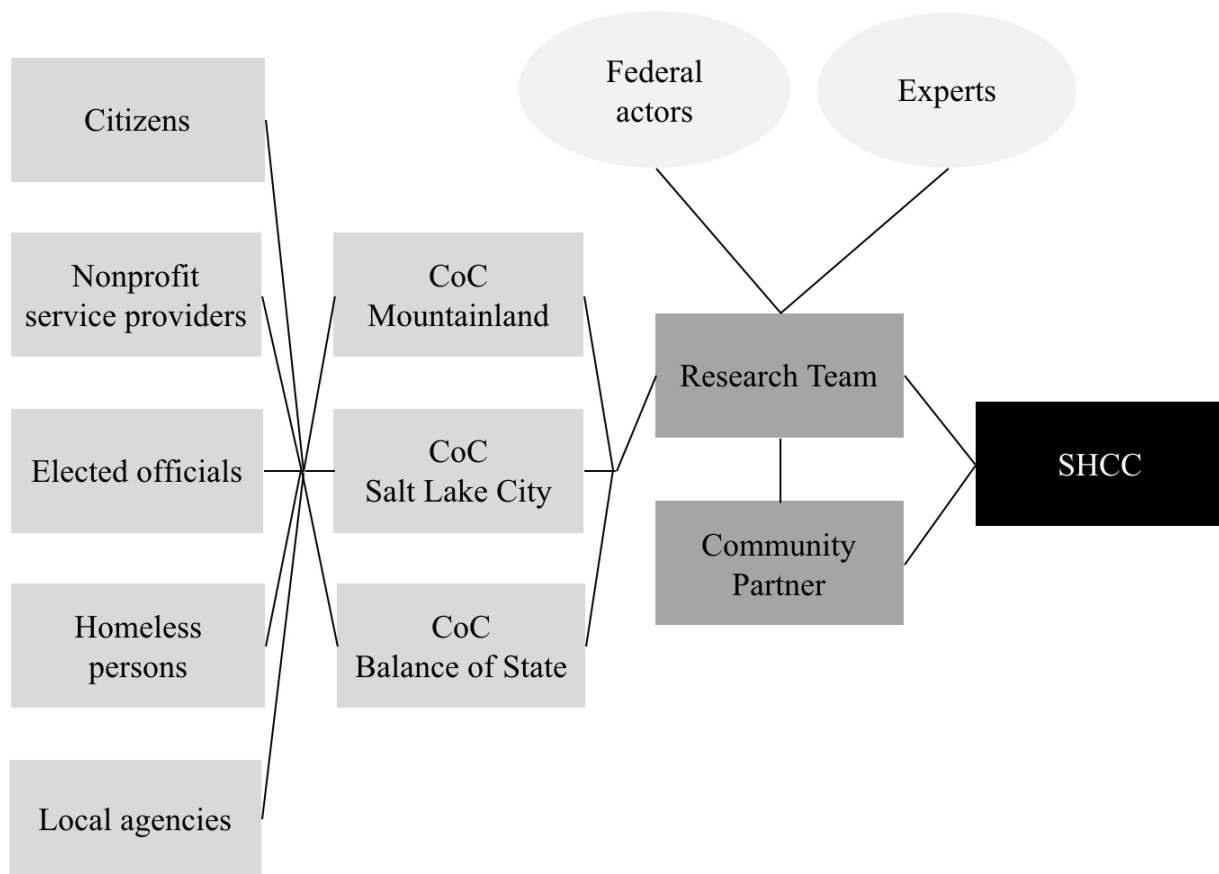 Federal
actors
Experts
Citizens
Nonprofit
service providers
Elected officials
Homeless
persons
Local agencies
CoC
Mountainland
CoC
Salt Lake City
CoC
Balance of State
Research Team
Community
Partner
SHCC